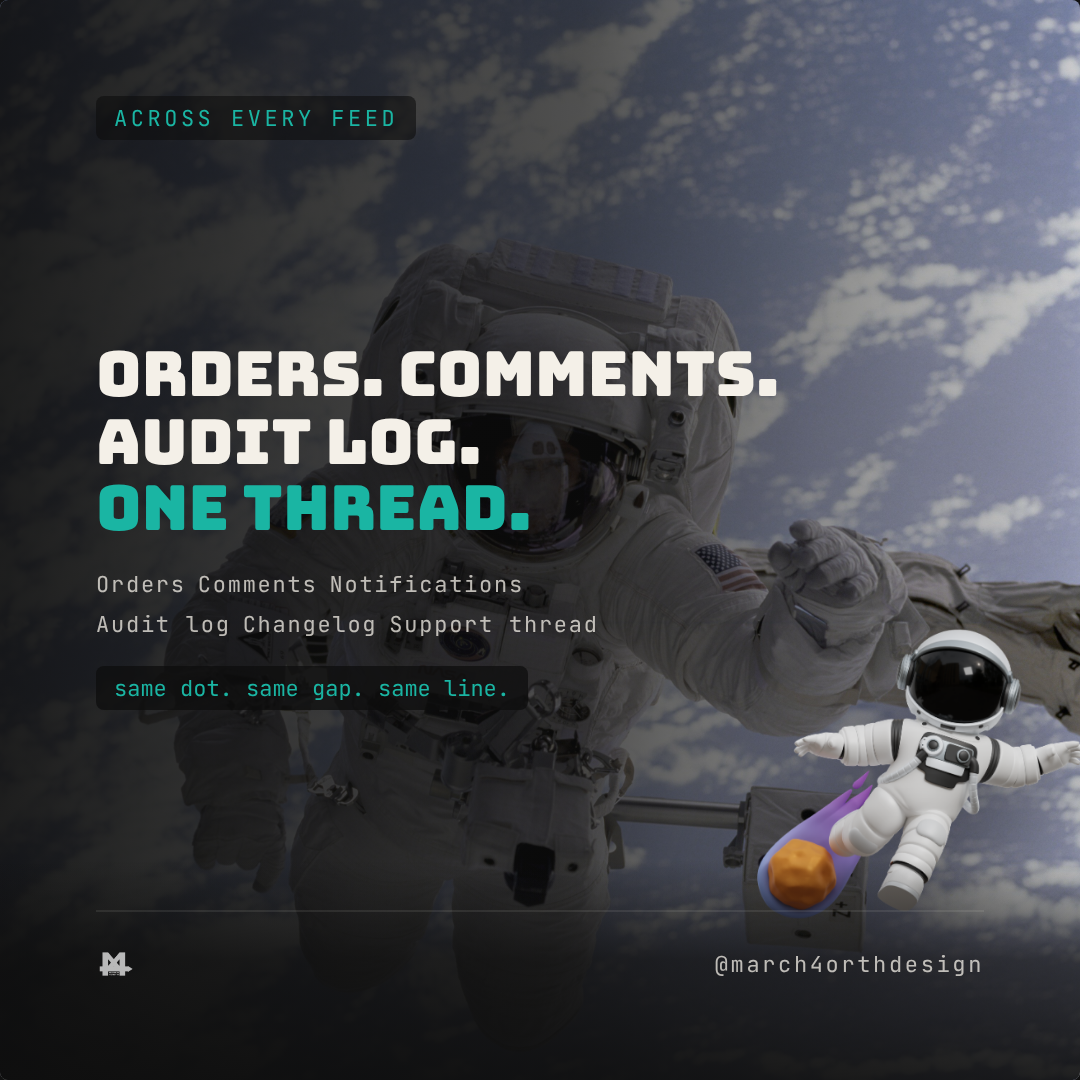 ACROSS EVERY FEED
ORDERS. COMMENTS.
AUDIT LOG.
ONE THREAD.
Orders Comments Notifications
Audit log Changelog Support thread
same dot. same gap. same line.
Z+
@march4orthdesign